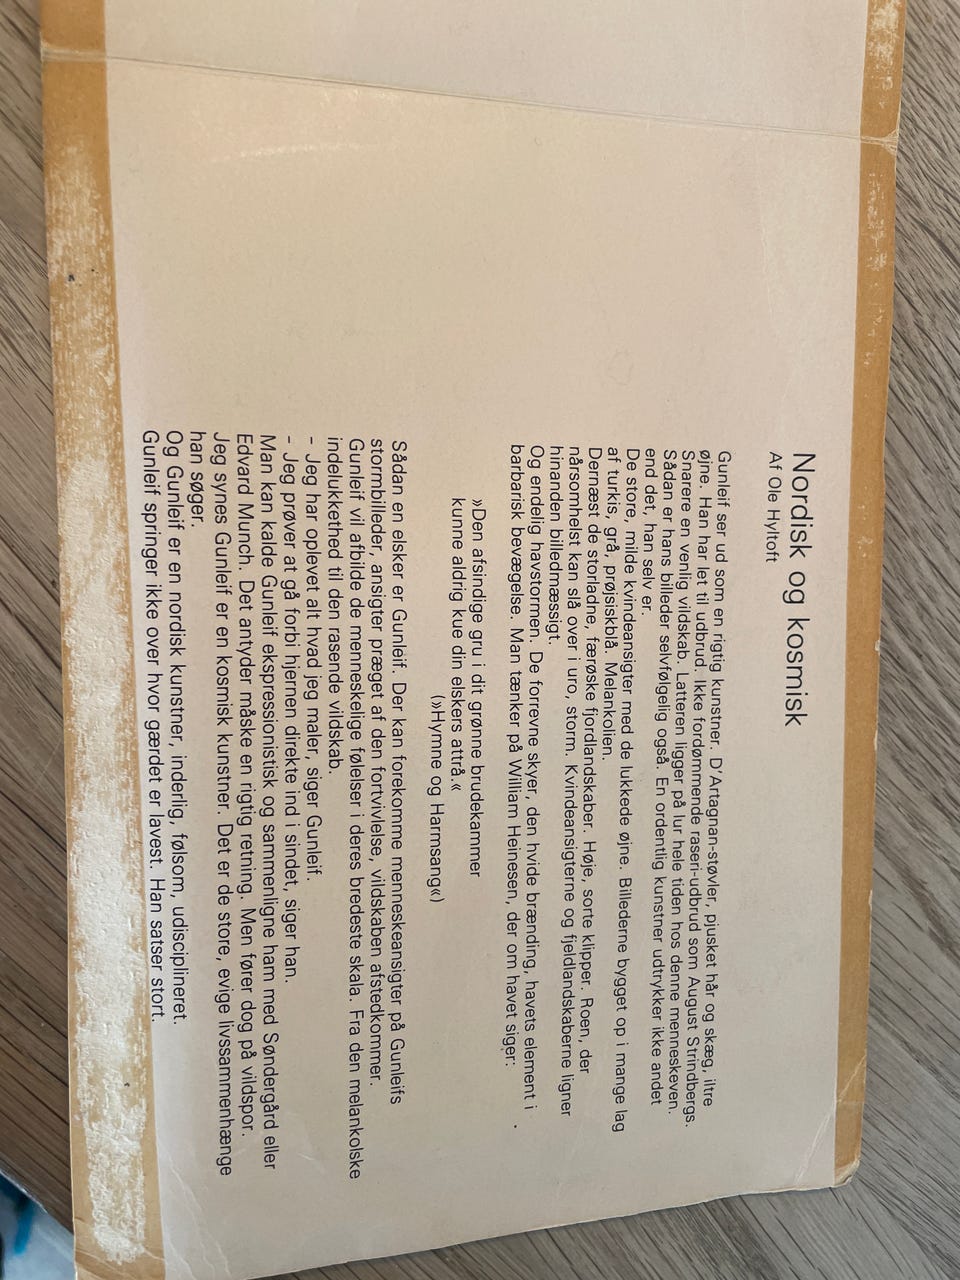 Nordisk og kosmisk
Af Ole Hyltoft
Gunleif ser ud som en rigtig kunstner. D'Artagnan-støvler, pjusket hår og skæg, iltre
øjne. Han har let til udbrud. Ikke fordømmende raseri-udbrud som August Strindbergs.
Snarere en venlig vildskab. Latteren ligger på lur hele tiden hos denne menneskeven.
Sådan er hans billeder selvfølgelig også. En ordentlig kunstner udtrykker ikke andet
end det, han selv er.
De store, milde kvindeansigter med de lukkede øjne. Billederne bygget op i mange lag
af turkis, grå, prøjsiskblå. Melankolien.
Dernæst de storladne, færøske fjordlandskaber. Høje, sorte klipper. Roen, der
nårsomhelst kan slå over i uro, storm. Kvindeansigterne og fjeldlandskaberne ligner
hinanden billedmæssigt.
Og endelig havstormen. De forrevne skyer, den hvide brænding, havets element i
barbarisk bevægelse. Man tænker på William Heinesen, der om havet siger:
»Den afsindige gru i dit grønne brudekammer
kunne aldrig kue din elskers attrå.«
(»Hymne og Harmsang«)
Sådan en elsker er Gunleif. Der kan forekomme menneskeansigter på Gunleifs
stormbilleder, ansigter præget af den fortvivlelse, vildskaben afstedkommer.
Gunleif vil afbilde de menneskelige følelser i deres bredeste skala. Fra den melankolske
indelukkethed til den rasende vildskab.
- Jeg har oplevet alt hvad jeg maler, siger Gunleif.
- Jeg prøver at gå forbi hjernen direkte ind i sindet, siger han.
Man kan kalde Gunleif ekspressionistisk og sammenligne ham med Søndergård eller
Edvard Munch. Det antyder måske en rigtig retning. Men fører dog på vildspor.
Jeg synes Gunleif er en kosmisk kunstner. Det er de store, evige livssammenhænge
han søger.
Og Gunleif er en nordisk kunstner, inderlig, følsom, udisciplineret.
Gunleif springer ikke over hvor gærdet er lavest. Han satser stort.